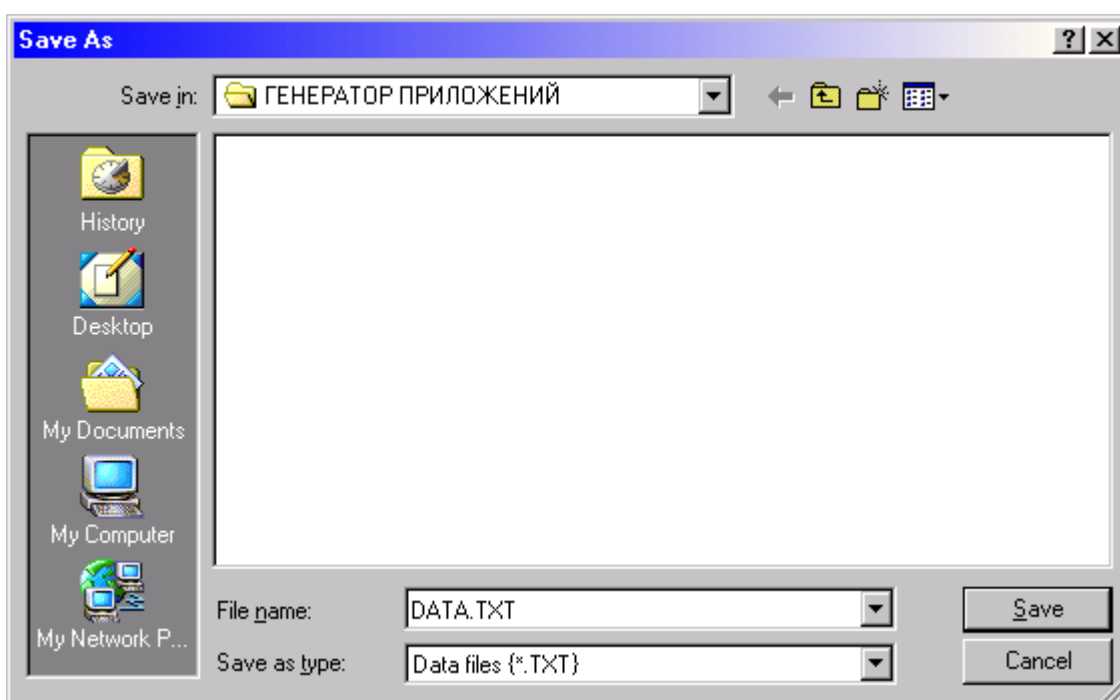 Save As
Save in: ГЕНЕРАТОР ПРИЛОЖЕНИЙ
History
Desktop
My Documents
My Computer
My Network P...
File name: DATA.TXT Save
Save as type: Data files {*.TXT} Cancel